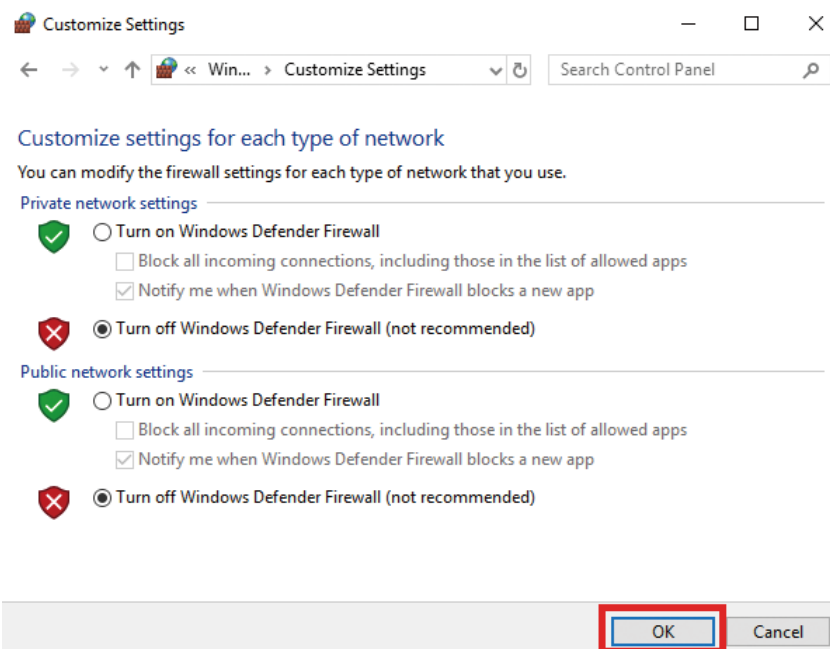 Customize Settings
« Win... > Customize Settings
Search Control Panel
Customize settings for each type of network
You can modify the firewall settings for each type of network that you use.
Private network settings
Turn on Windows Defender Firewall
Block all incoming connections, including those in the list of allowed apps
Notify me when Windows Defender Firewall blocks a new app
Turn off Windows Defender Firewall (not recommended)
Public network settings
Turn on Windows Defender Firewall
Block all incoming connections, including those in the list of allowed apps
Notify me when Windows Defender Firewall blocks a new app
Turn off Windows Defender Firewall (not recommended)
OK
Cancel